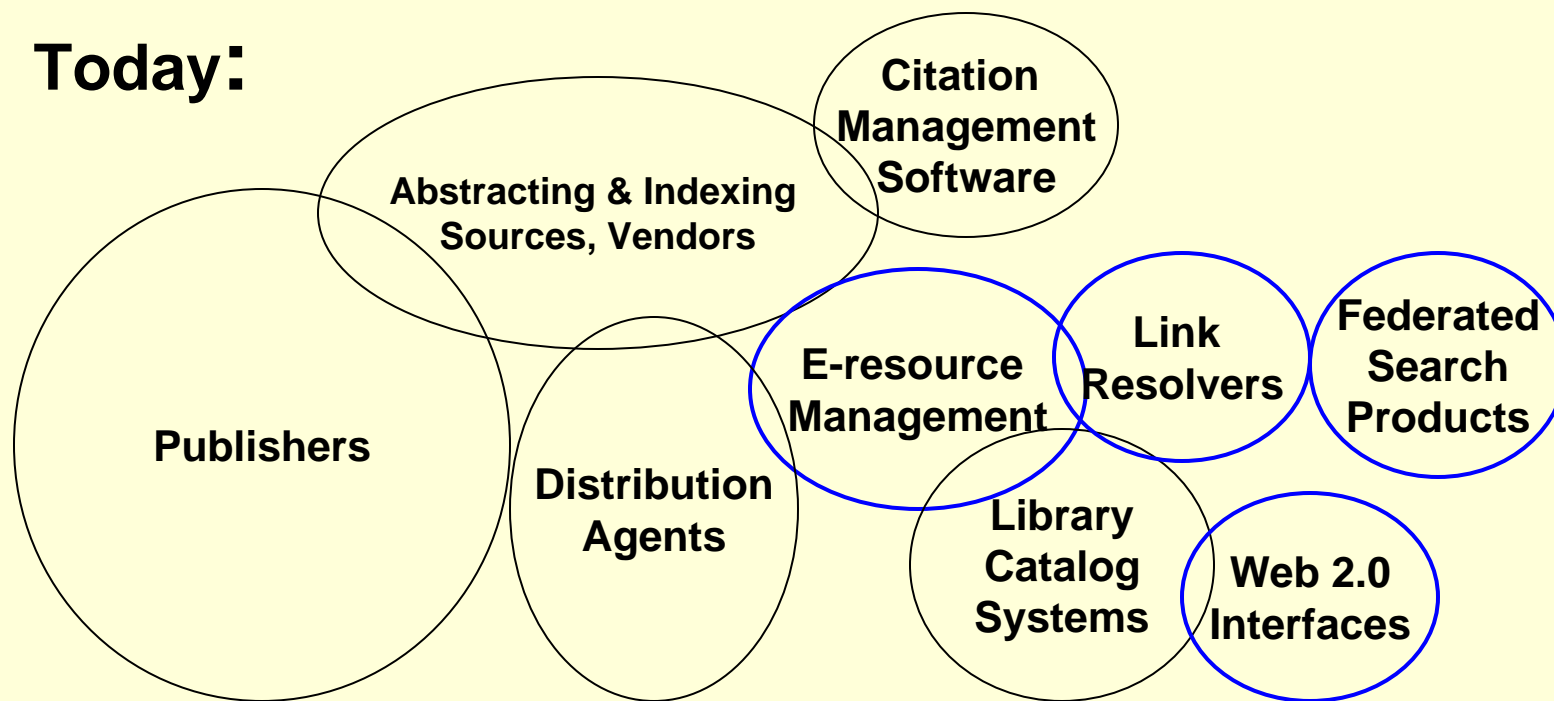 Today:
Citation
Management
Software
Abstracting & Indexing
Sources, Vendors
Publishers
Distribution
Agents
E-resource
Management
Link
Resolvers
Federated
Search
Products
Library
Catalog
Systems
Web 2.0
Interfaces